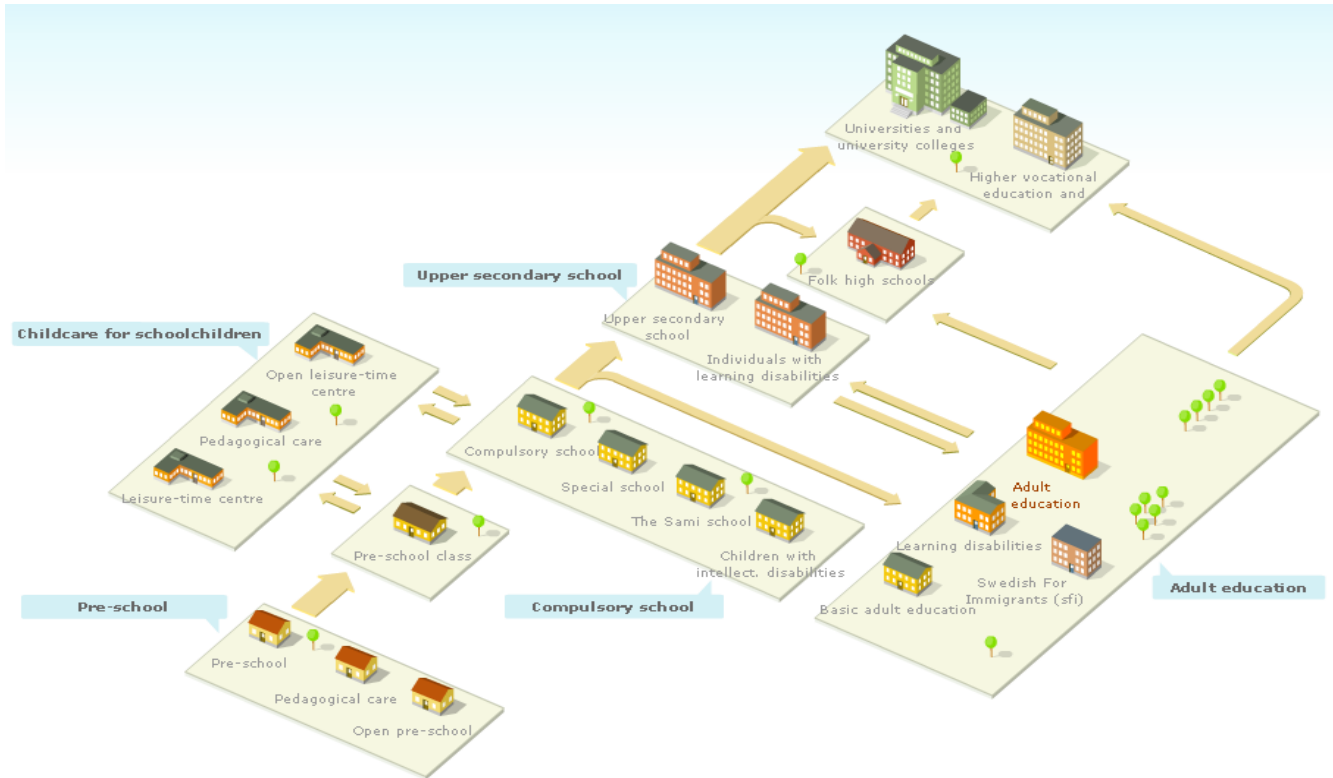 Universities and
university colleges
Higher vocational
education and
Folk high schools
Upper secondary school
Upper secondary
school
Individuals with
learning disabilities
Childcare for schoolchildren
Open leisure-time
centre
Pedagogical care
Leisure-time centre
Compulsory school
Special school
The Sami school
Children with
intellect. disabilities
Compulsory school
Pre-school class
Pre-school
Pre-school
Pedagogical care
Open pre-school
Adult
education
Learning disabilities
Swedish For
Immigrants (sfi)
Basic adult education
Adult education